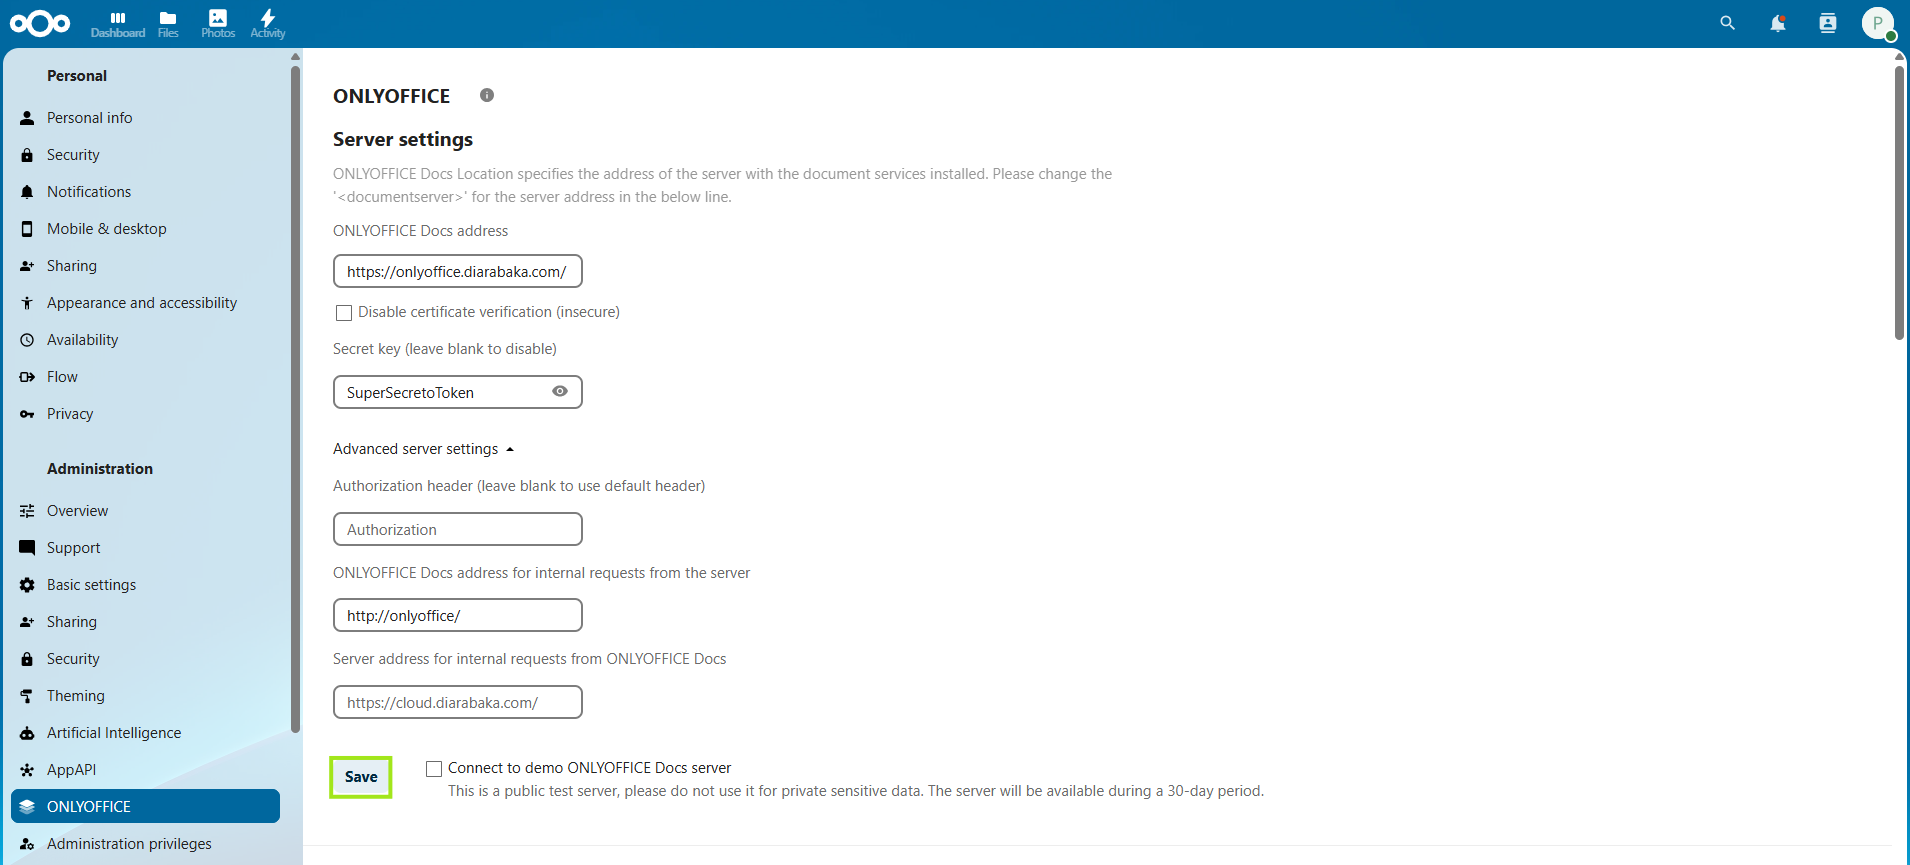 Dashboard
Files
Photos
Activity
P
Personal
Personal info
Security
Notifications
Mobile & desktop
Sharing
Appearance and accessibility
Availability
Flow
Privacy
Administration
Overview
Support
Basic settings
Sharing
Security
Theming
Artificial Intelligence
AppAPI
ONLYOFFICE
Administration privileges
ONLYOFFICE
Server settings
ONLYOFFICE Docs Location specifies the address of the server with the document services installed. Please change the
'<documentserver>' for the server address in the below line.
ONLYOFFICE Docs address
https://onlyoffice.diarabaka.com/
Disable certificate verification (insecure)
Secret key (leave blank to disable)
SuperSecretoToken
Advanced server settings
Authorization header (leave blank to use default header)
Authorization
ONLYOFFICE Docs address for internal requests from the server
http://onlyoffice/
Server address for internal requests from ONLYOFFICE Docs
https://cloud.diarabaka.com/
Save
Connect to demo ONLYOFFICE Docs server
This is a public test server, please do not use it for private sensitive data. The server will be available during a 30-day period.